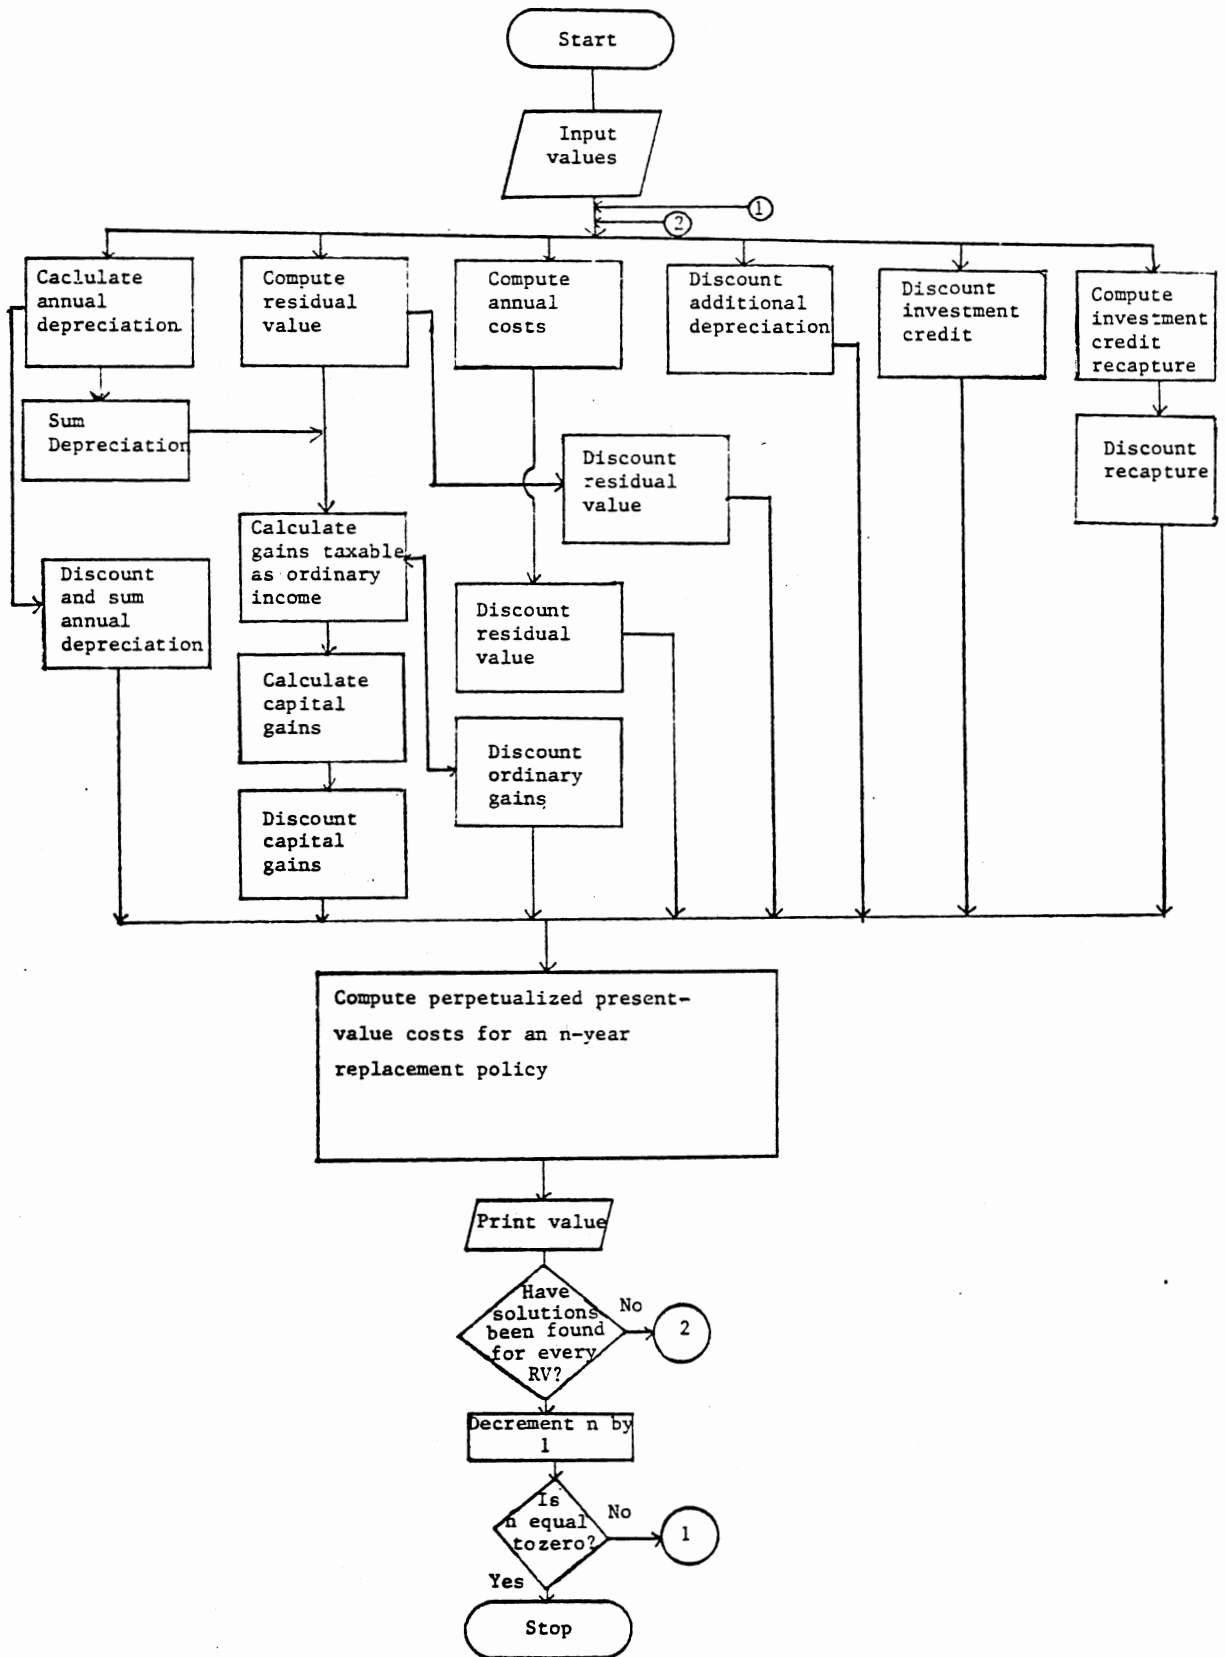 Start
Input
values
1
2
Caclulate
annual
depreciation
Compute
residual
value
Compute
annual
costs
Discount
additional
depreciation
Discount
investment
credit
Compute
investment
credit
recapture
Sum
Depreciation
Discount
residual
value
Discount
recapture
Calculate
gains taxable
as ordinary
income
Discount
and sum
annual
depreciation
Discount
residual
value
Calculate
capital
gains
Discount
ordinary
gains
Discount
capital
gains
Compute perpetualized present-
value costs for an n-year
replacement policy
Print value
Have
solutions
been found
for every
RV?
No
2
Decrement n by
1
Is
n equal
tozero?
No
1
Yes
Stop